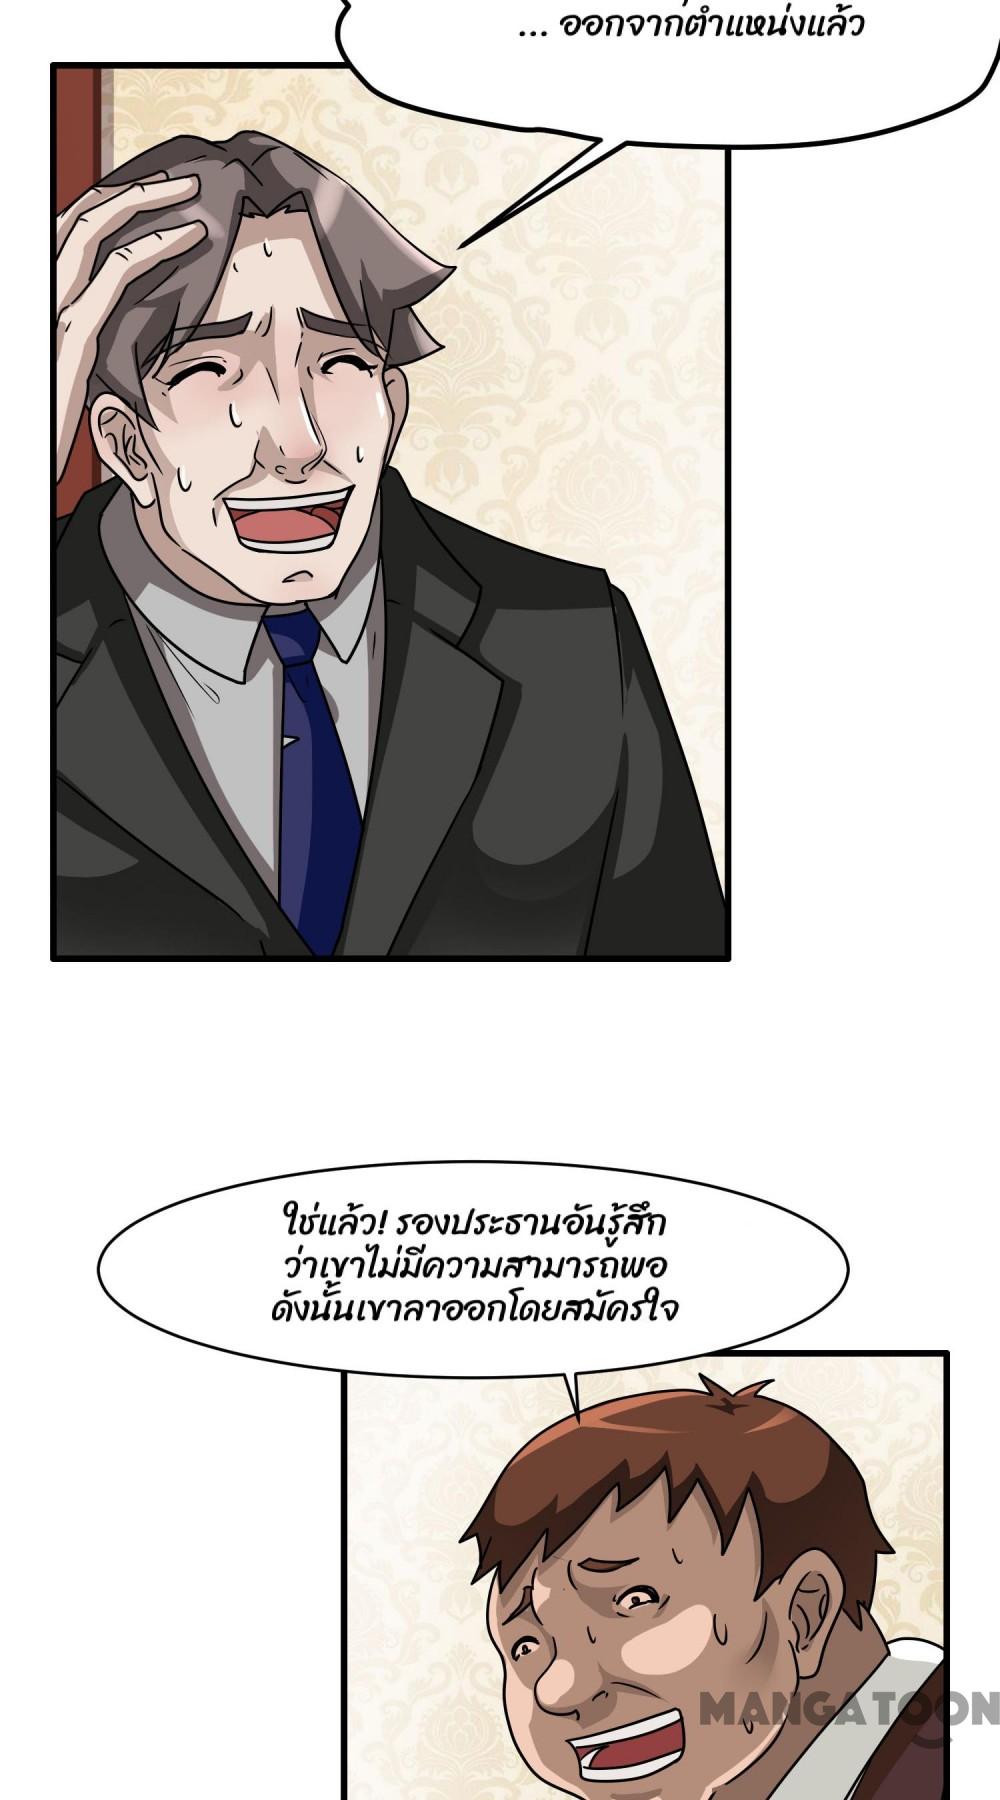 ... ออกจากตำแหน่งแล้ว
ใช่แล้ว! รองประธานอันรู้สึก
ว่าเขาไม่มีความสามารถพอ
ดังนั้นเขาลาออกโดยสมัครใจ
MANGATOON